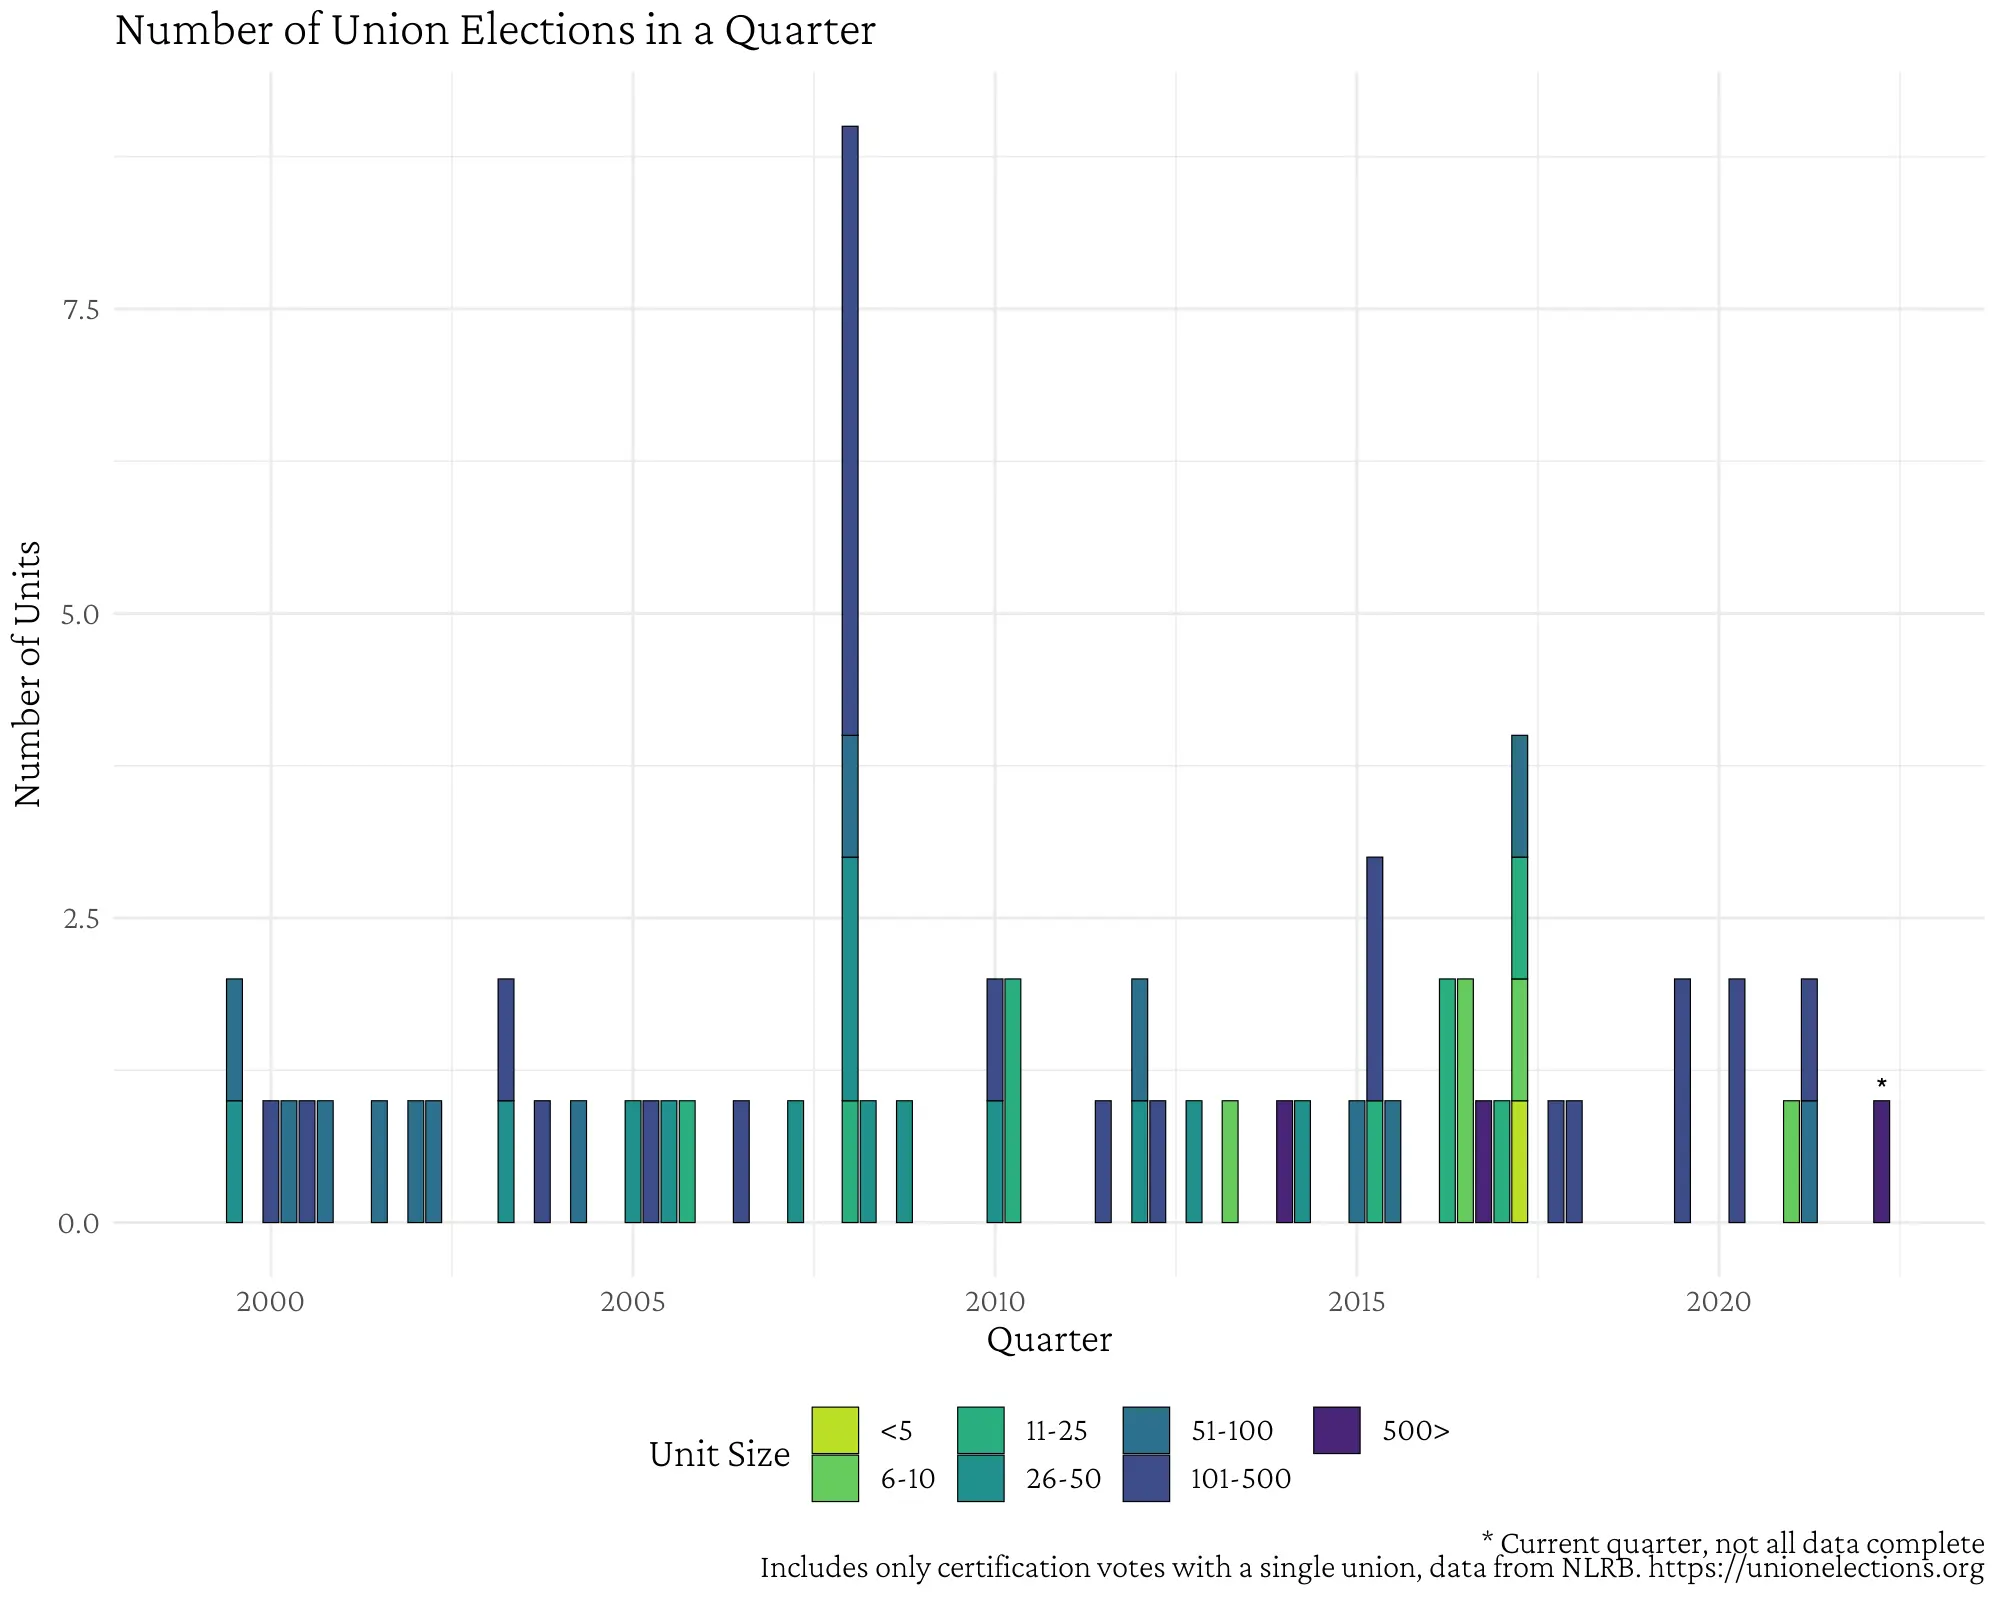 Number of Union Elections in a Quarter
Number of Units
7.5
5.0
2.5
0.0
*
2000 2005 2010 2015 2020
Quarter
Unit Size
<5 11-25 51-100 500>
6-10 26-50 101-500
* Current quarter, not all data complete
Includes only certification votes with a single union, data from NLRB. https://unionelections.org